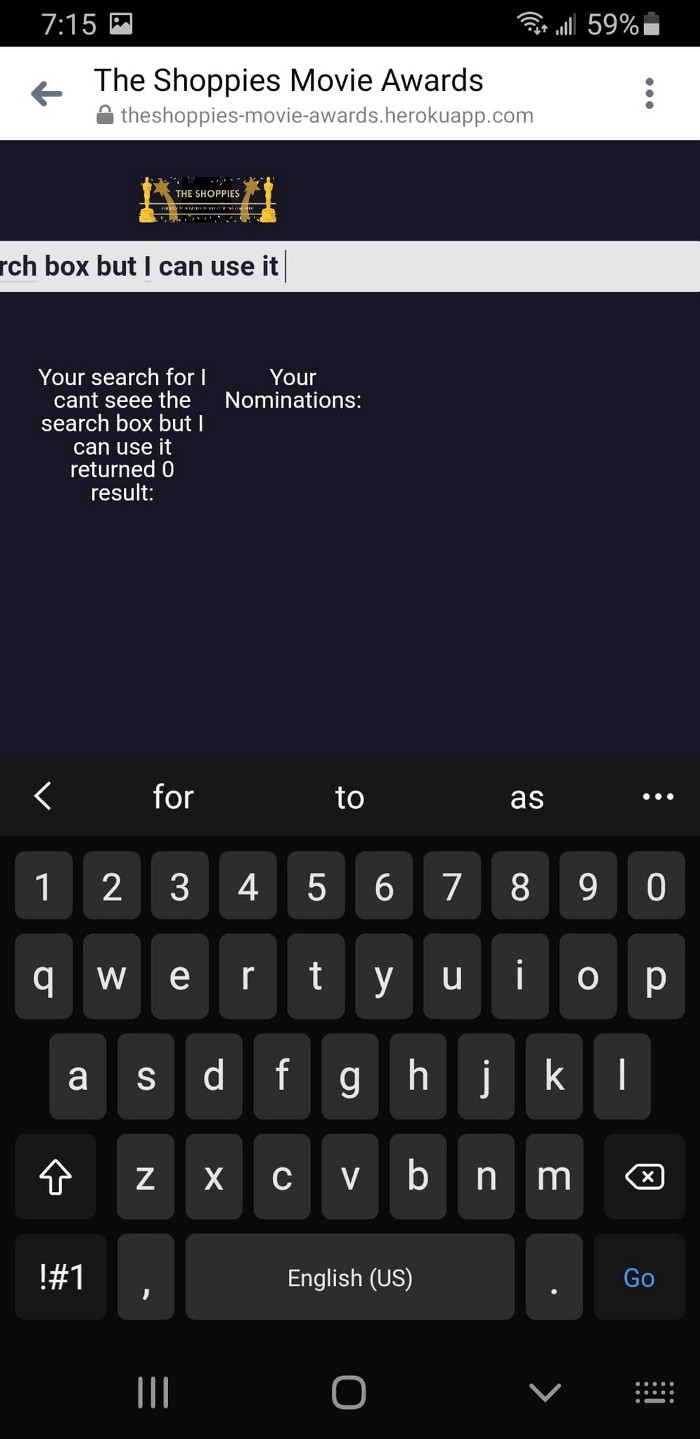 7:15 59%
The Shoppies Movie Awards
theshoppies-movie-awards.herokuapp.com
THE SHOPPIES
rch box but I can use it
Your search for I
cant seee the
search box but I
can use it
returned 0
result:
Your
Nominations:
for to as
1 2 3 4 5 6 7 8 9 0
q w e r t y u i o p
a s d f g h j k l
z x c v b n m
!#1 , English (US) . Go